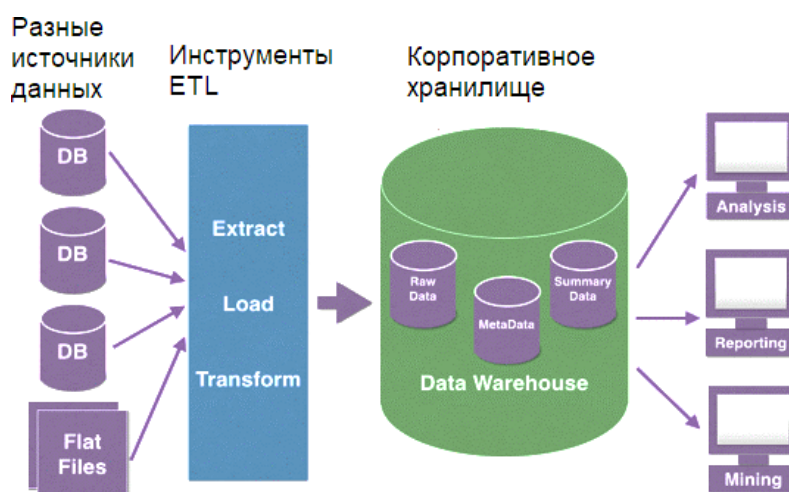 Разные
источники
данных
Инструменты
ETL
Корпоративное
хранилище
DB
DB
DB
Flat
Files
Extract
Load
Transform
Raw
Data
MetaData
Summary
Data
Data Warehouse
Analysis
Reporting
Mining